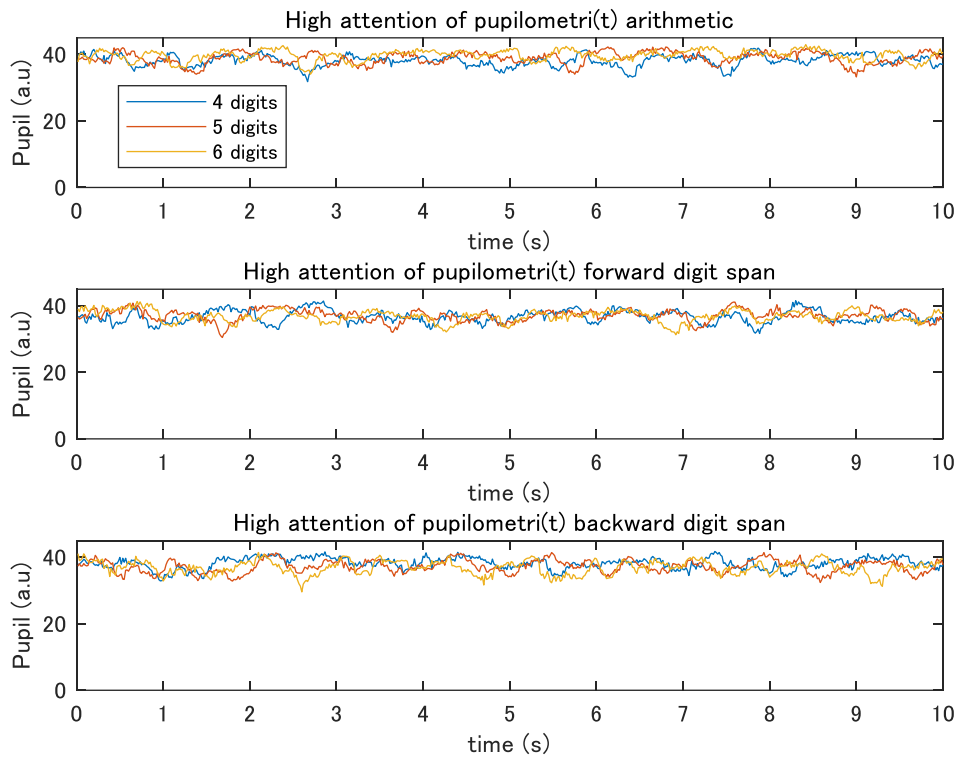 High attention of pupilometri(t) arithmetic
Pupil (a.u)
40
20
0
4 digits
5 digits
6 digits
0 1 2 3 4 5 6 7 8 9 10
time (s)
High attention of pupilometri(t) forward digit span
Pupil (a.u)
40
20
0
0 1 2 3 4 5 6 7 8 9 10
time (s)
High attention of pupilometri(t) backward digit span
Pupil (a.u)
40
20
0
0 1 2 3 4 5 6 7 8 9 10
time (s)